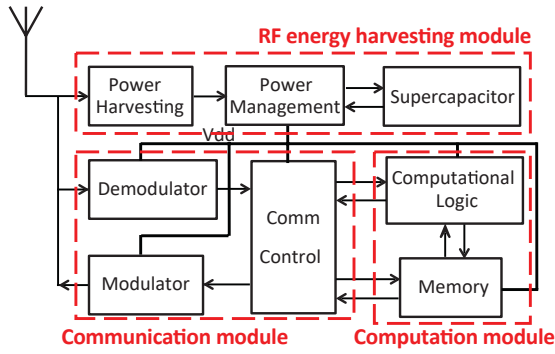 RF energy harvesting module
Power
Harvesting
Power
Management
Supercapacitor
Vdd
Demodulator
Comm
Control
Computational
Logic
Modulator
Memory
Communication module
Computation module